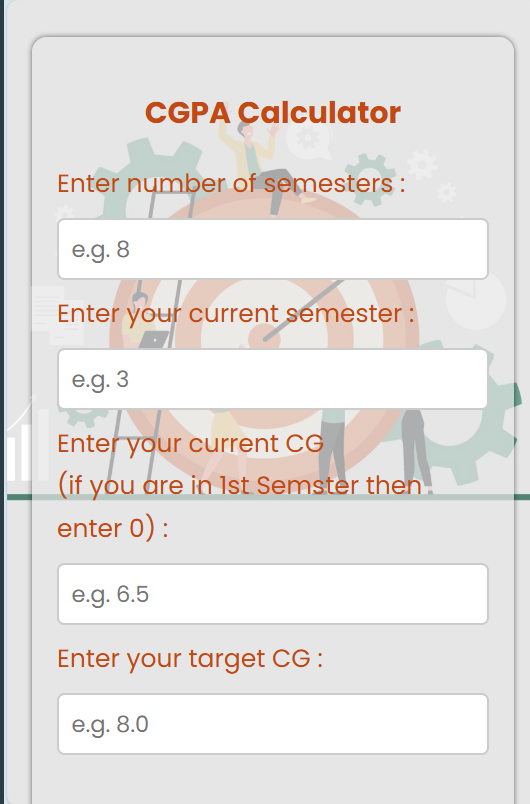 CGPA Calculator
Enter number of semesters :
e.g. 8
Enter your current semester :
e.g. 3
Enter your current CG
(if you are in 1st Semster then
enter 0) :
e.g. 6.5
Enter your target CG :
e.g. 8.0